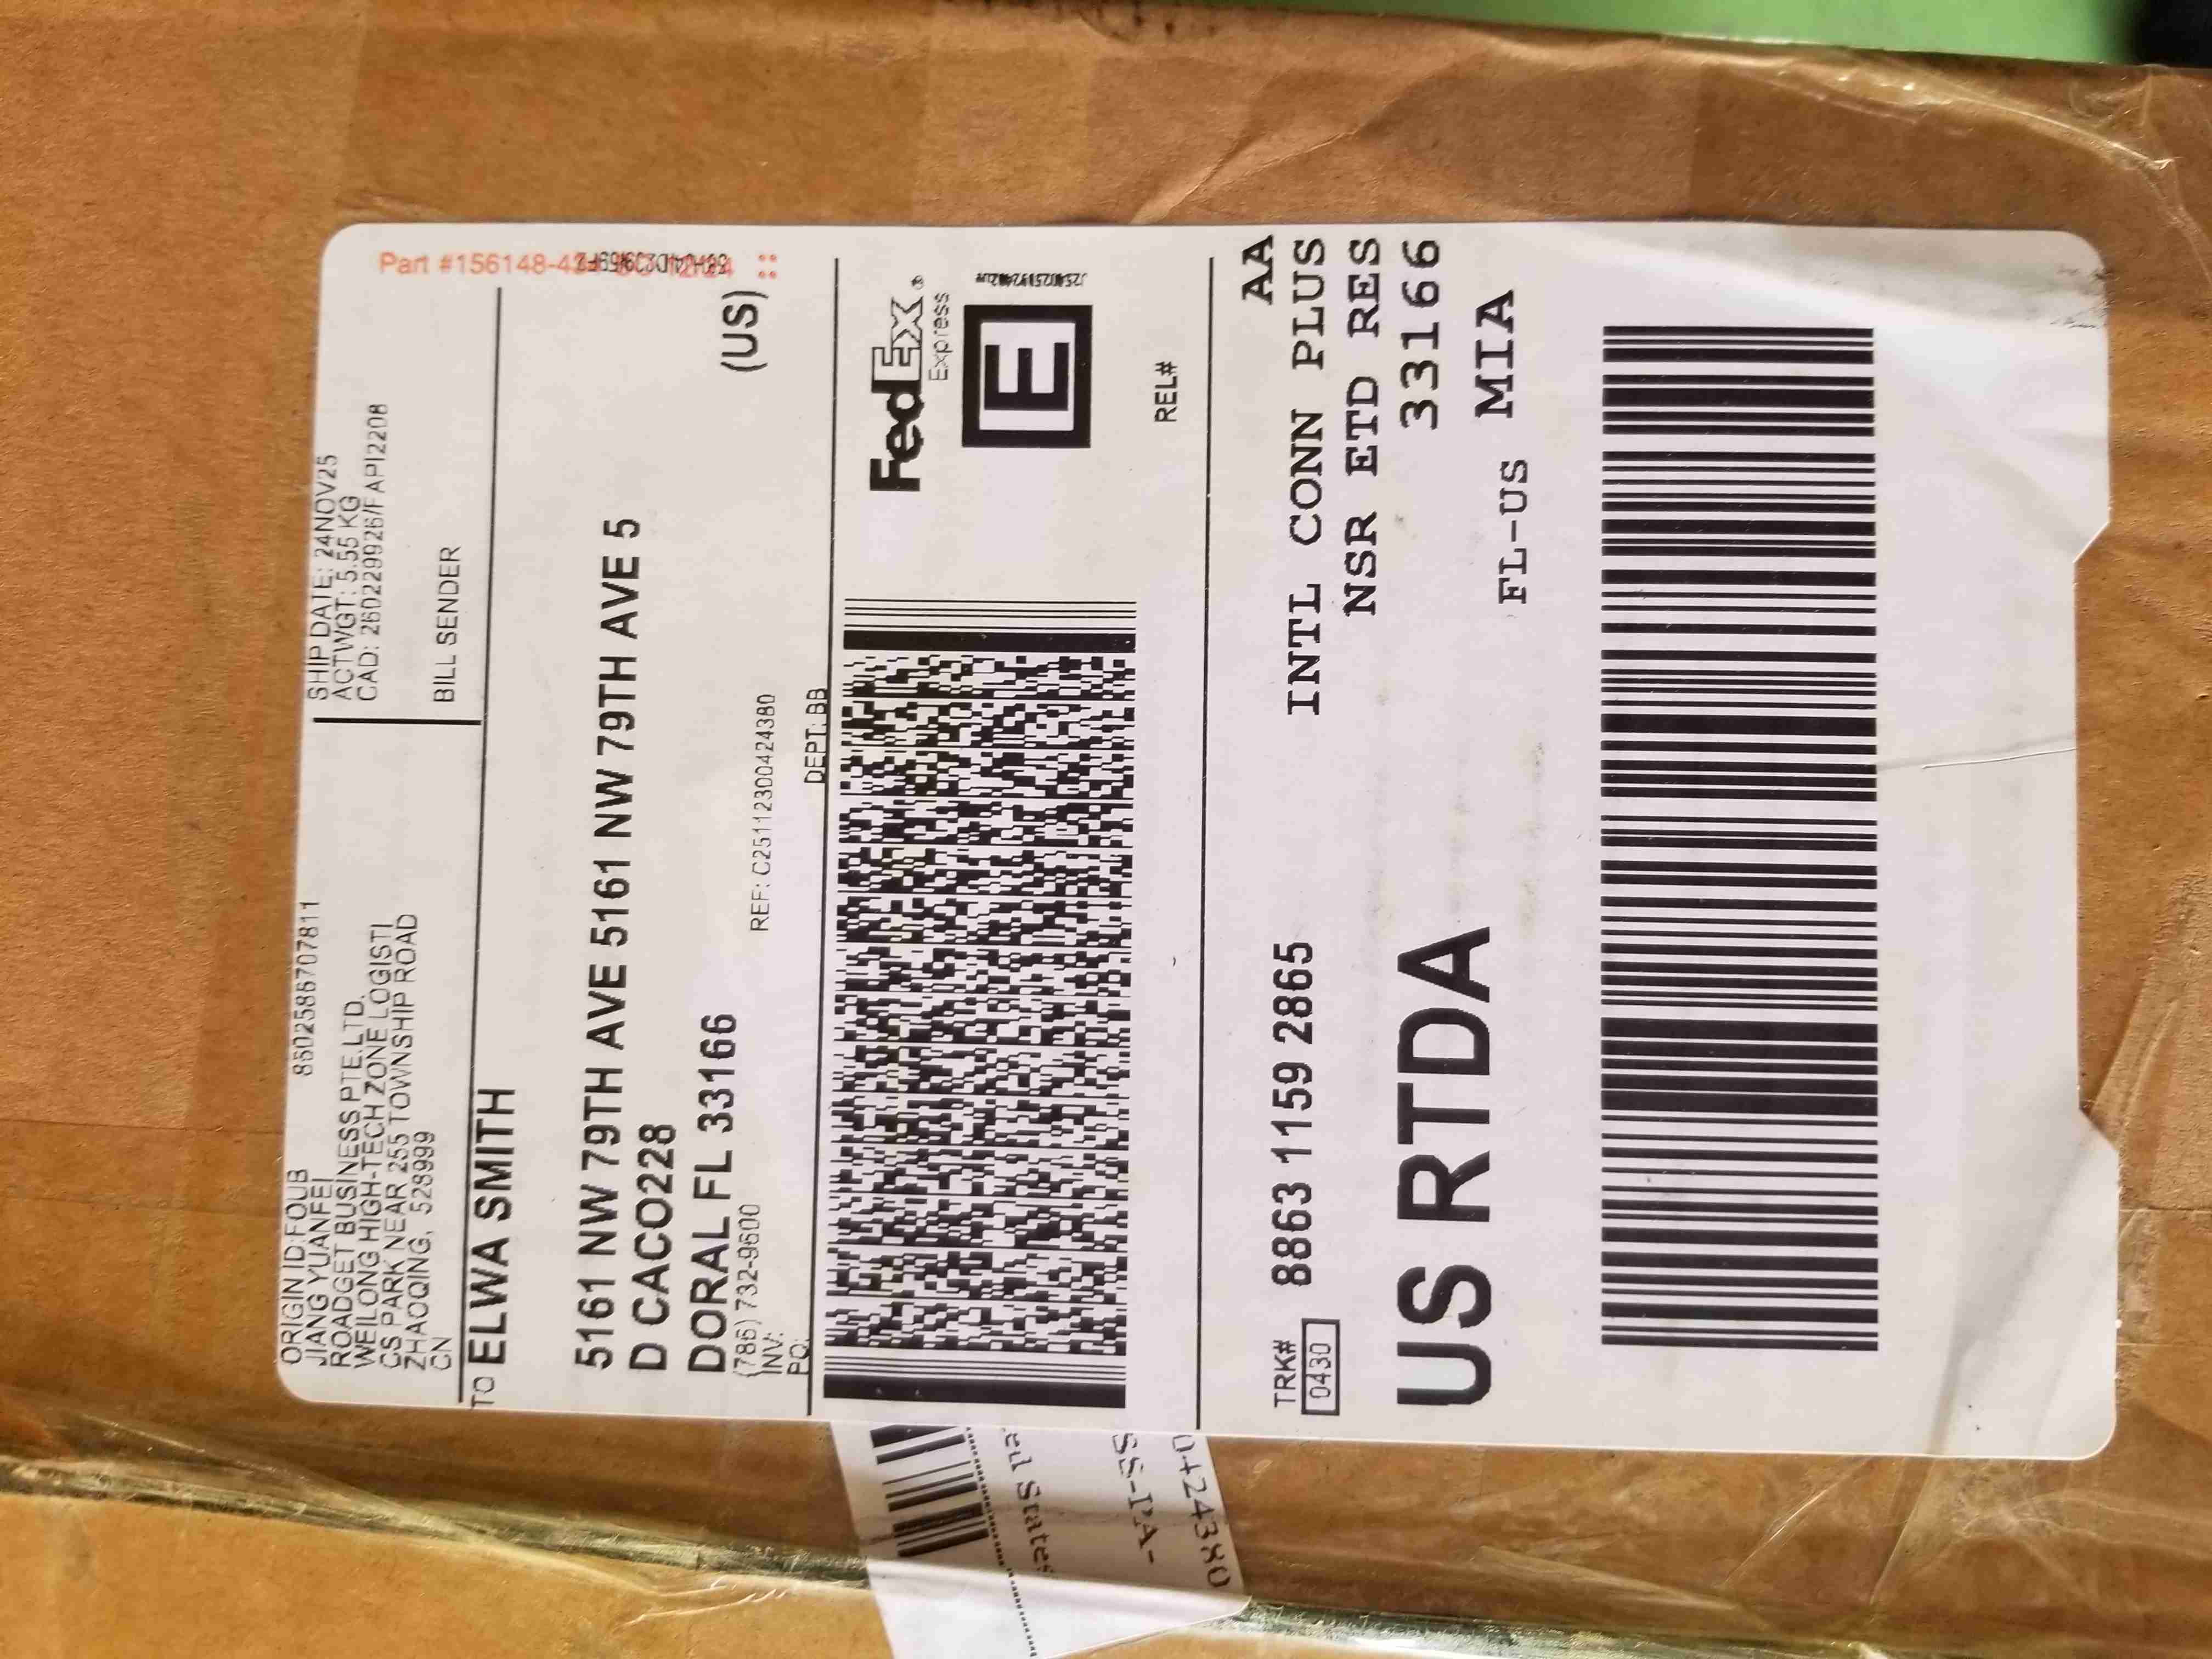 ORIGIN ID:FOUB 8602586707811
JIANG YUANFEI
ROADGET BUSINESS PTE.LTD.
WEILONG HIGH-TECH ZONE LOGISTI
CS PARK NEAR 255 TOWNSHIP ROAD
ZHAOQING, 528999
CN
SHIP DATE: 24NOV25
ACTWGT: 5.55 KG
CAD: 260229926/FAPI2208
BILL SENDER
Part #156148-
TO ELWA SMITH
5161 NW 79TH AVE 5161 NW 79TH AVE 5
D CACO228
DORAL FL 33166
(US)
(786) 732-9600
REF: C25112300424380
INV:
PO:
DEPT: BB
FedEx®
Express
E
REL#
AA
TRK# 8863 1159 2865
0430
INTL CONN PLUS
NSR ETD RES
33166
US RTDA
FL-US MIA
States